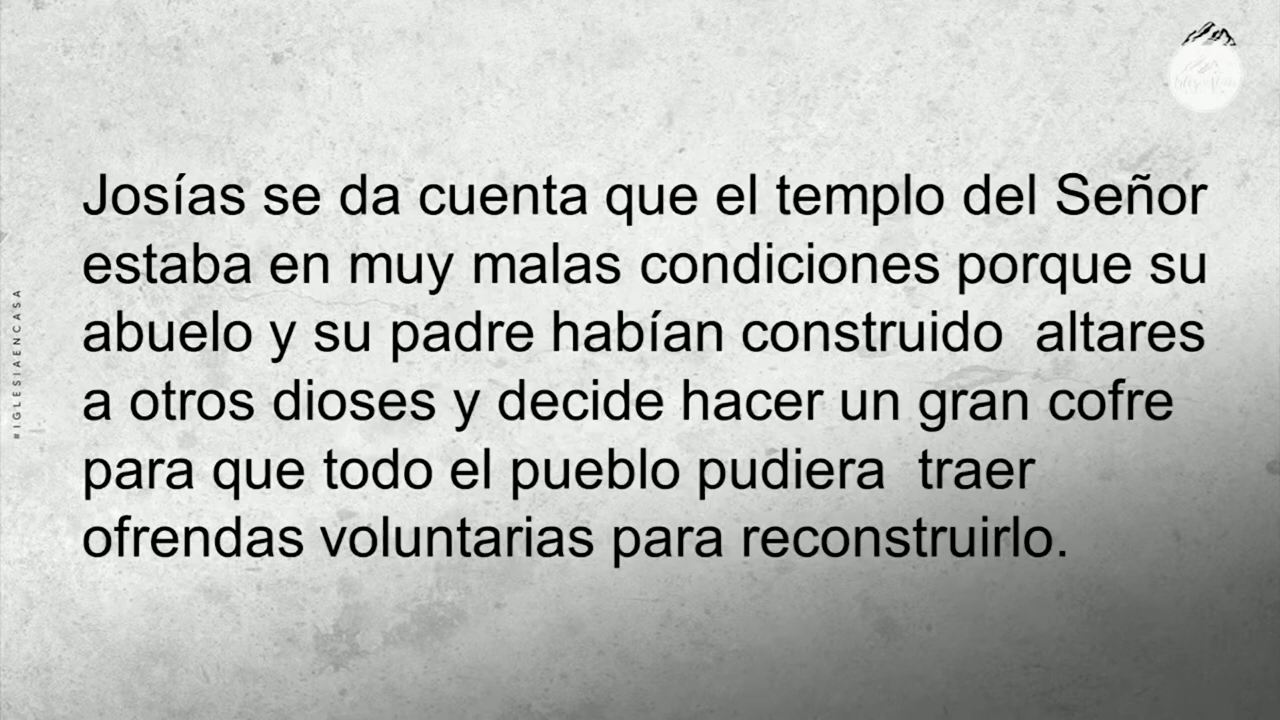 Josías se da cuenta que el templo del Señor
estaba en muy malas condiciones porque su
abuelo y su padre habían construido altares
a otros dioses y decide hacer un gran cofre
para que todo el pueblo pudiera traer
ofrendas voluntarias para reconstruirlo.
#IGLESIAENCASA